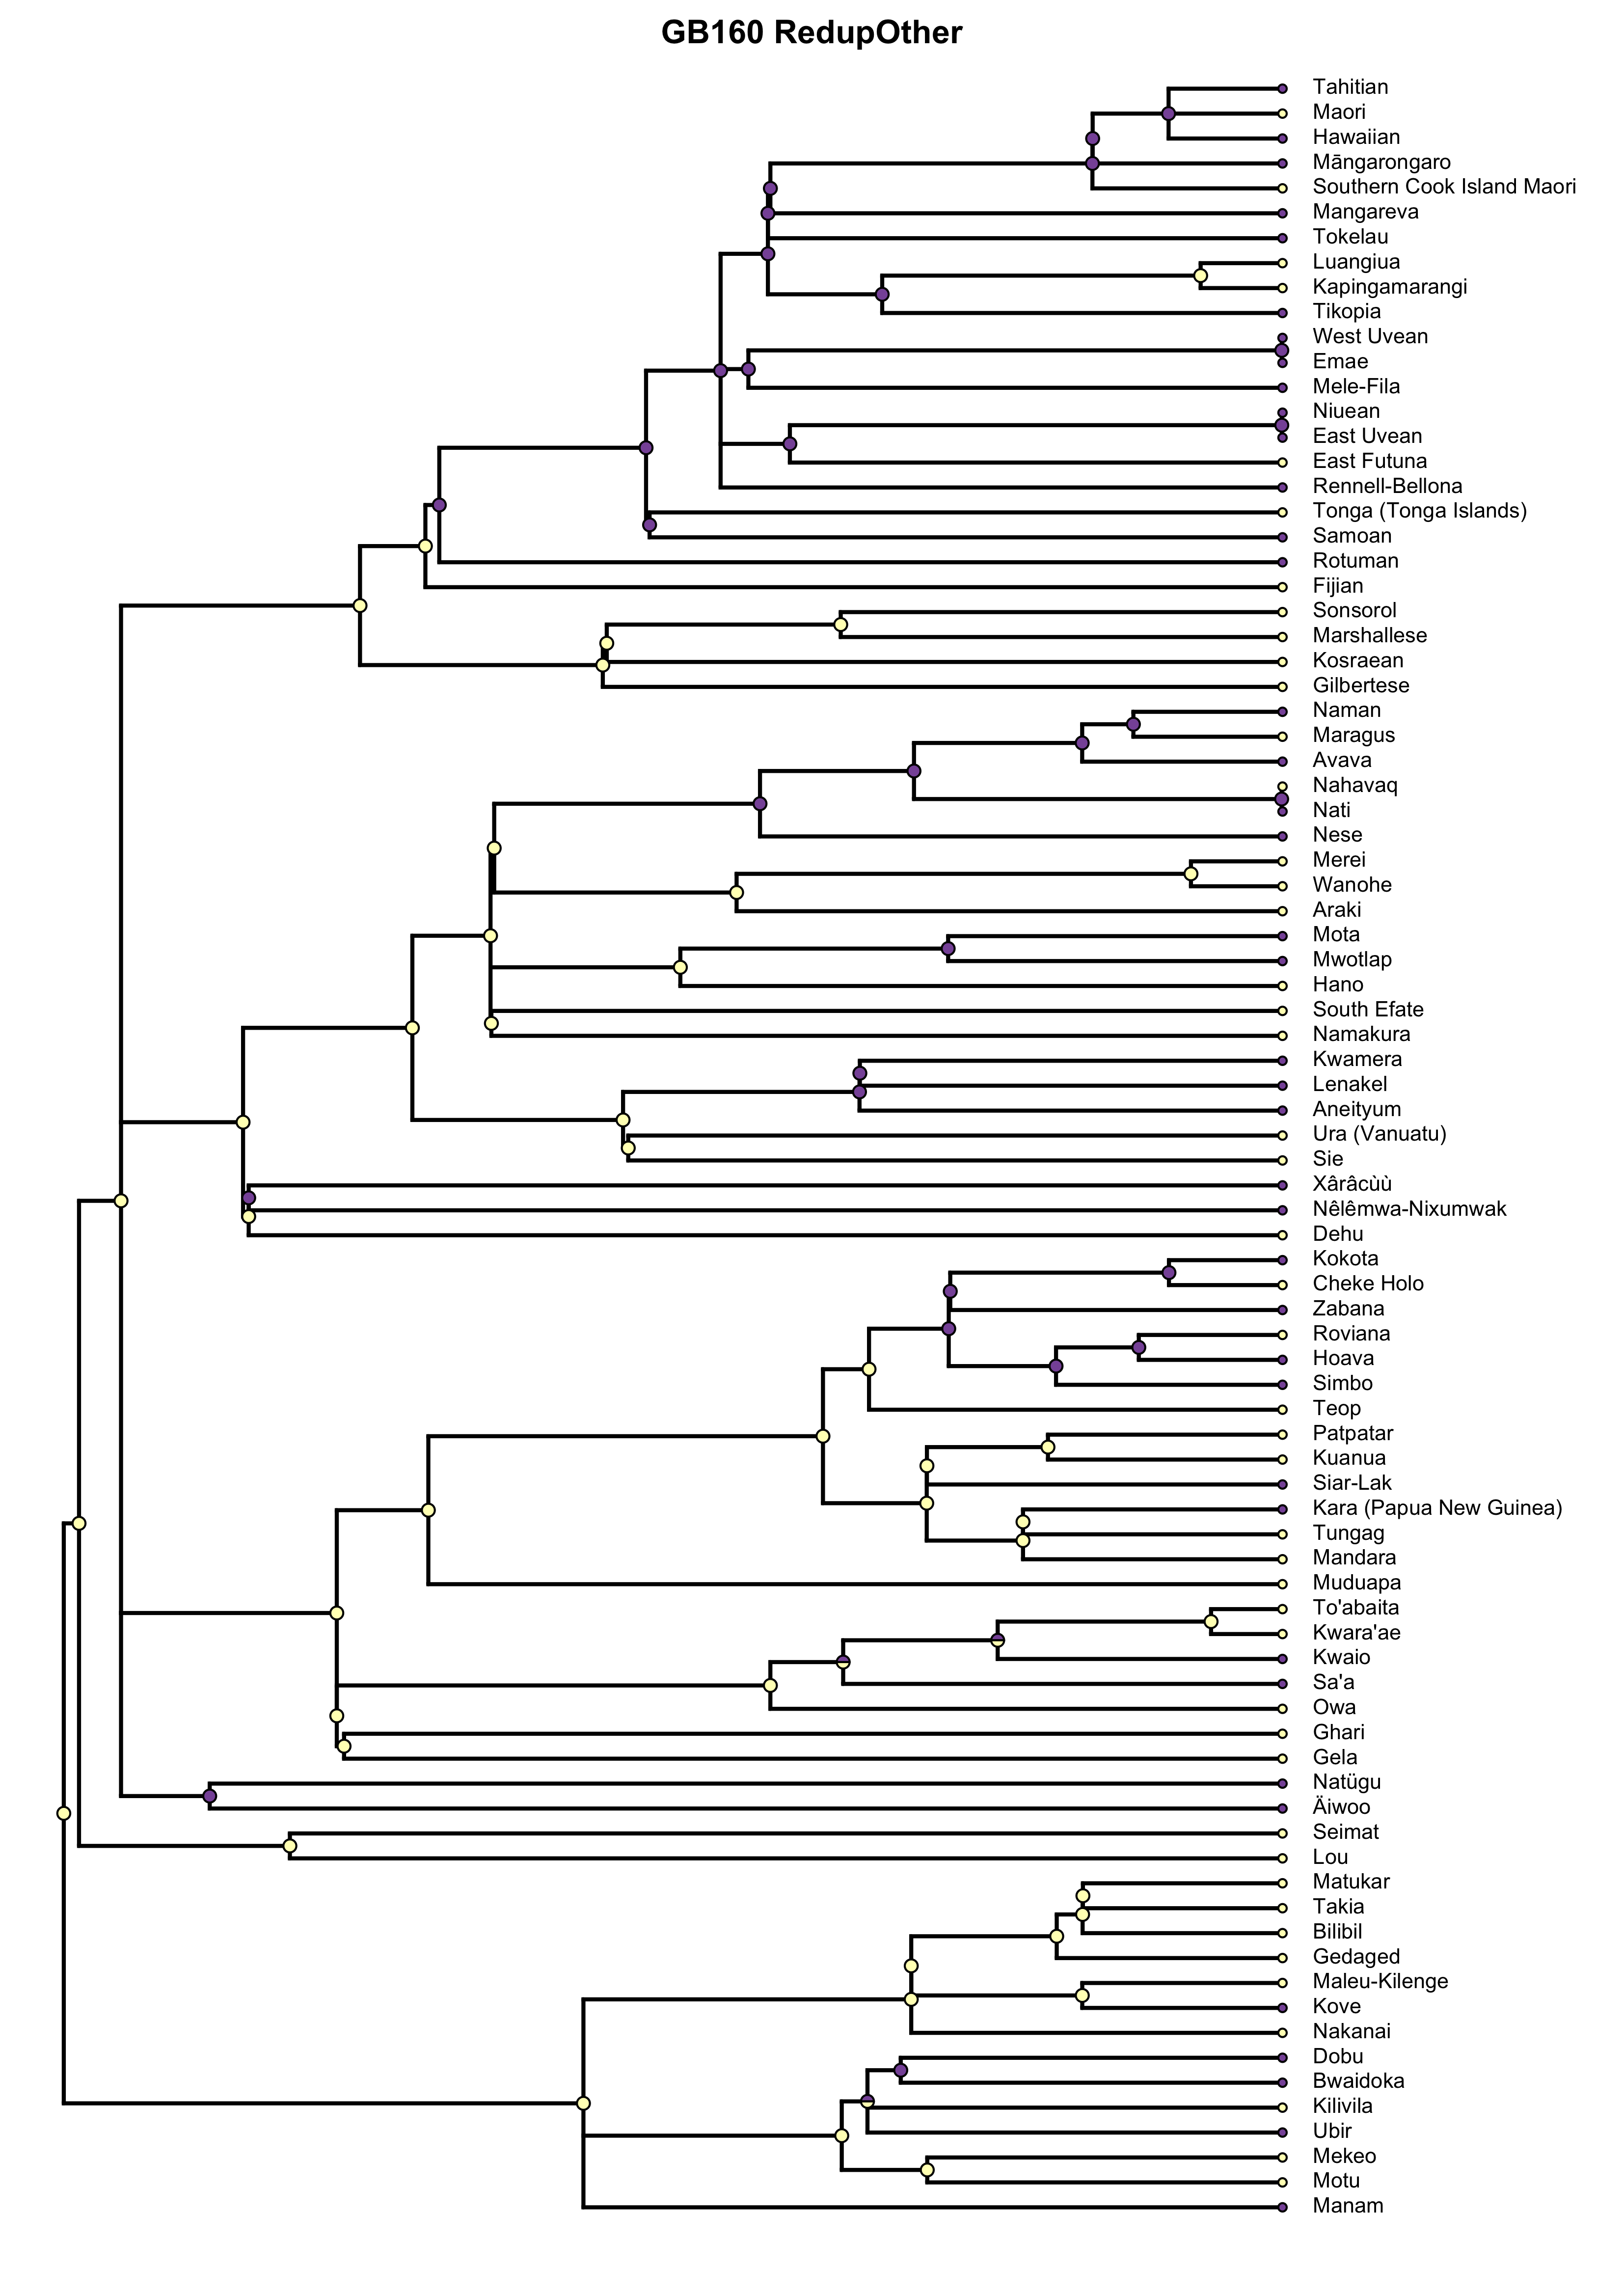 GB160 RedupOther
Tahitian
Maori
Hawaiian
Māngarongaro
Southern Cook Island Maori
Mangareva
Tokelau
Luangiua
Kapingamarangi
Tikopia
West Uvean
Emae
Mele-Fila
Niuean
East Uvean
East Futuna
Rennell-Bellona
Tonga (Tonga Islands)
Samoan
Rotuman
Fijian
Sonsorol
Marshallese
Kosraean
Gilbertese
Naman
Maragus
Avava
Nahavaq
Nati
Nese
Merei
Wanohe
Araki
Mota
Mwotlap
Hano
South Efate
Namakura
Kwamera
Lenakel
Aneityum
Ura (Vanuatu)
Sie
Xârâcùù
Nêlêmwa-Nixumwak
Dehu
Kokota
Cheke Holo
Zabana
Roviana
Hoava
Simbo
Teop
Patpatar
Kuanua
Siar-Lak
Kara (Papua New Guinea)
Tungag
Mandara
Muduapa
To'abaita
Kwara'ae
Kwaio
Sa'a
Owa
Ghari
Gela
Natügu
Äiwoo
Seimat
Lou
Matukar
Takia
Bilibil
Gedaged
Maleu-Kilenge
Kove
Nakanai
Dobu
Bwaidoka
Kilivila
Ubir
Mekeo
Motu
Manam